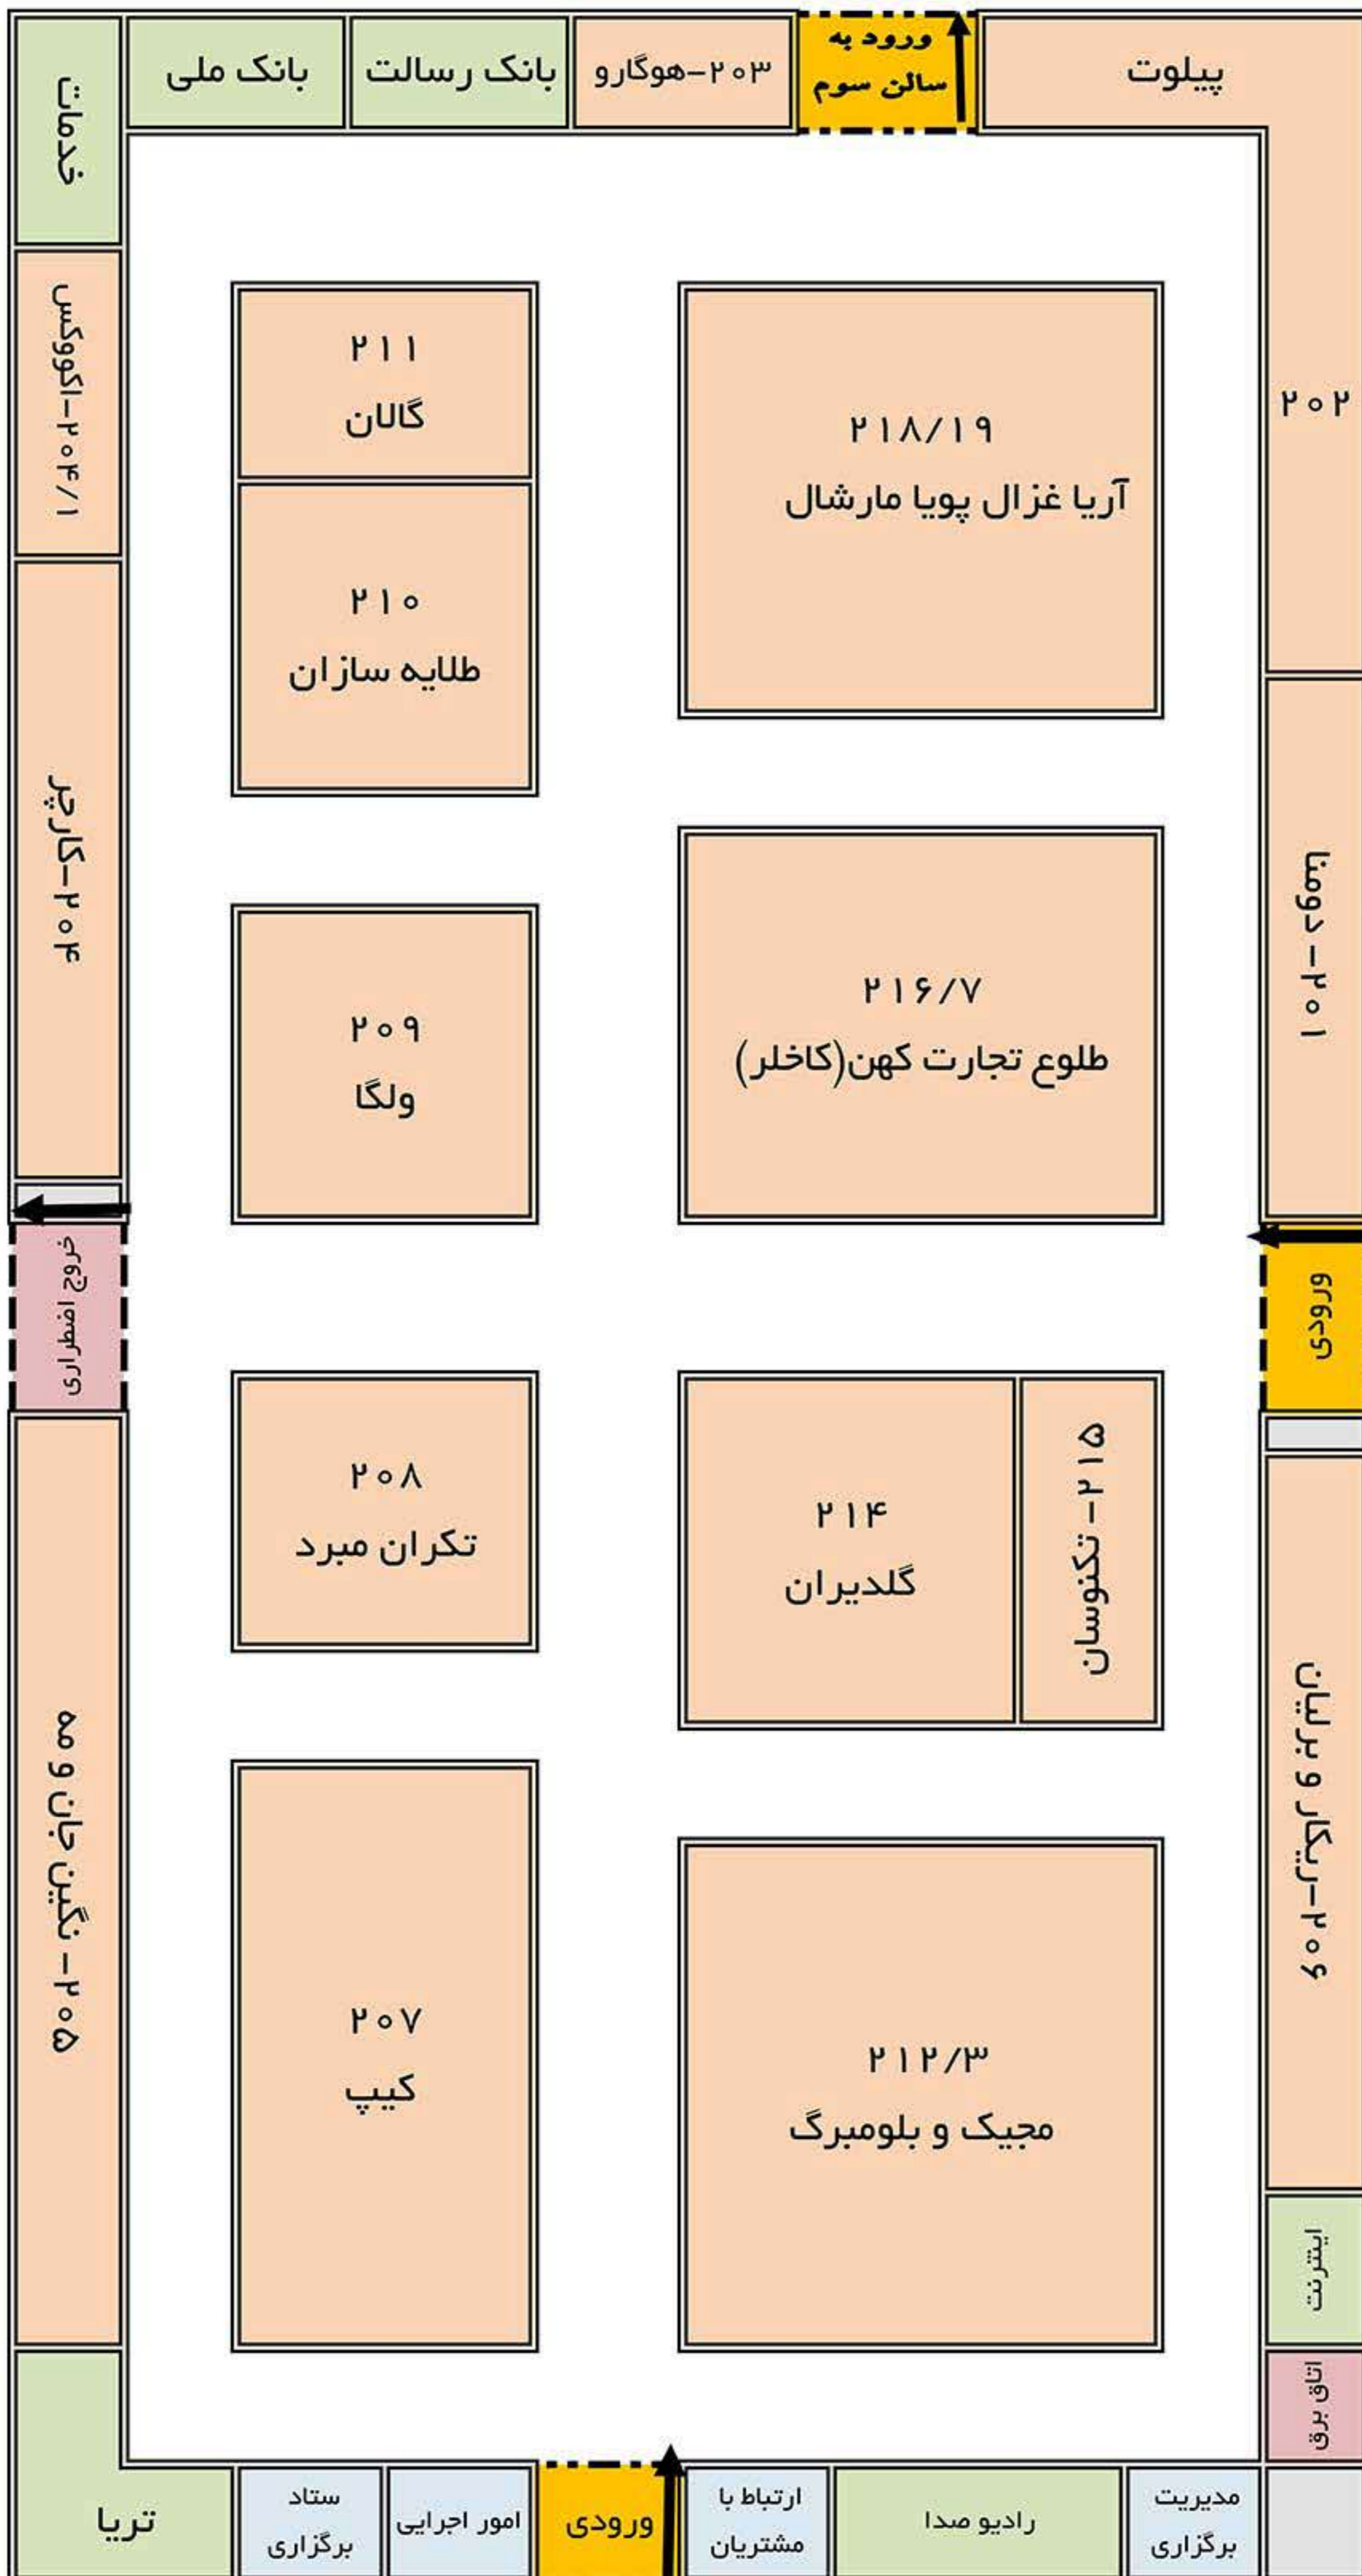 پیلوت
ورود به
سالن سوم
۲۰۳-هوگارو
بانک رسالت
بانک ملی
خدمات
۲۰۲
۲۱۸/۱۹
آریا غزال پویا مارشال
۲۱۱
گالان
۲۰۴/۱-اکووکس
۲۱۰
طلایه سازان
۲۰۱- دومنا
۲۱۶/۷
طلوع تجارت کهن(کاخلر)
۲۰۹
ولگا
۲۰۴-کارچر
ورودی
خروج اضطراری
۲۱۵- تکنوسان
۲۱۴
گلدیران
۲۰۸
تکران مبرد
۲۰۶-ریکار و برلیان
۲۱۲/۳
مجیک و بلومبرگ
۲۰۷
کیپ
۲۰۵- نگین جان و مه
اینترنت
اتاق برق
مدیریت
برگزاری
رادیو صدا
ارتباط با
مشتریان
ورودی
امور اجرایی
ستاد
برگزاری
تریا